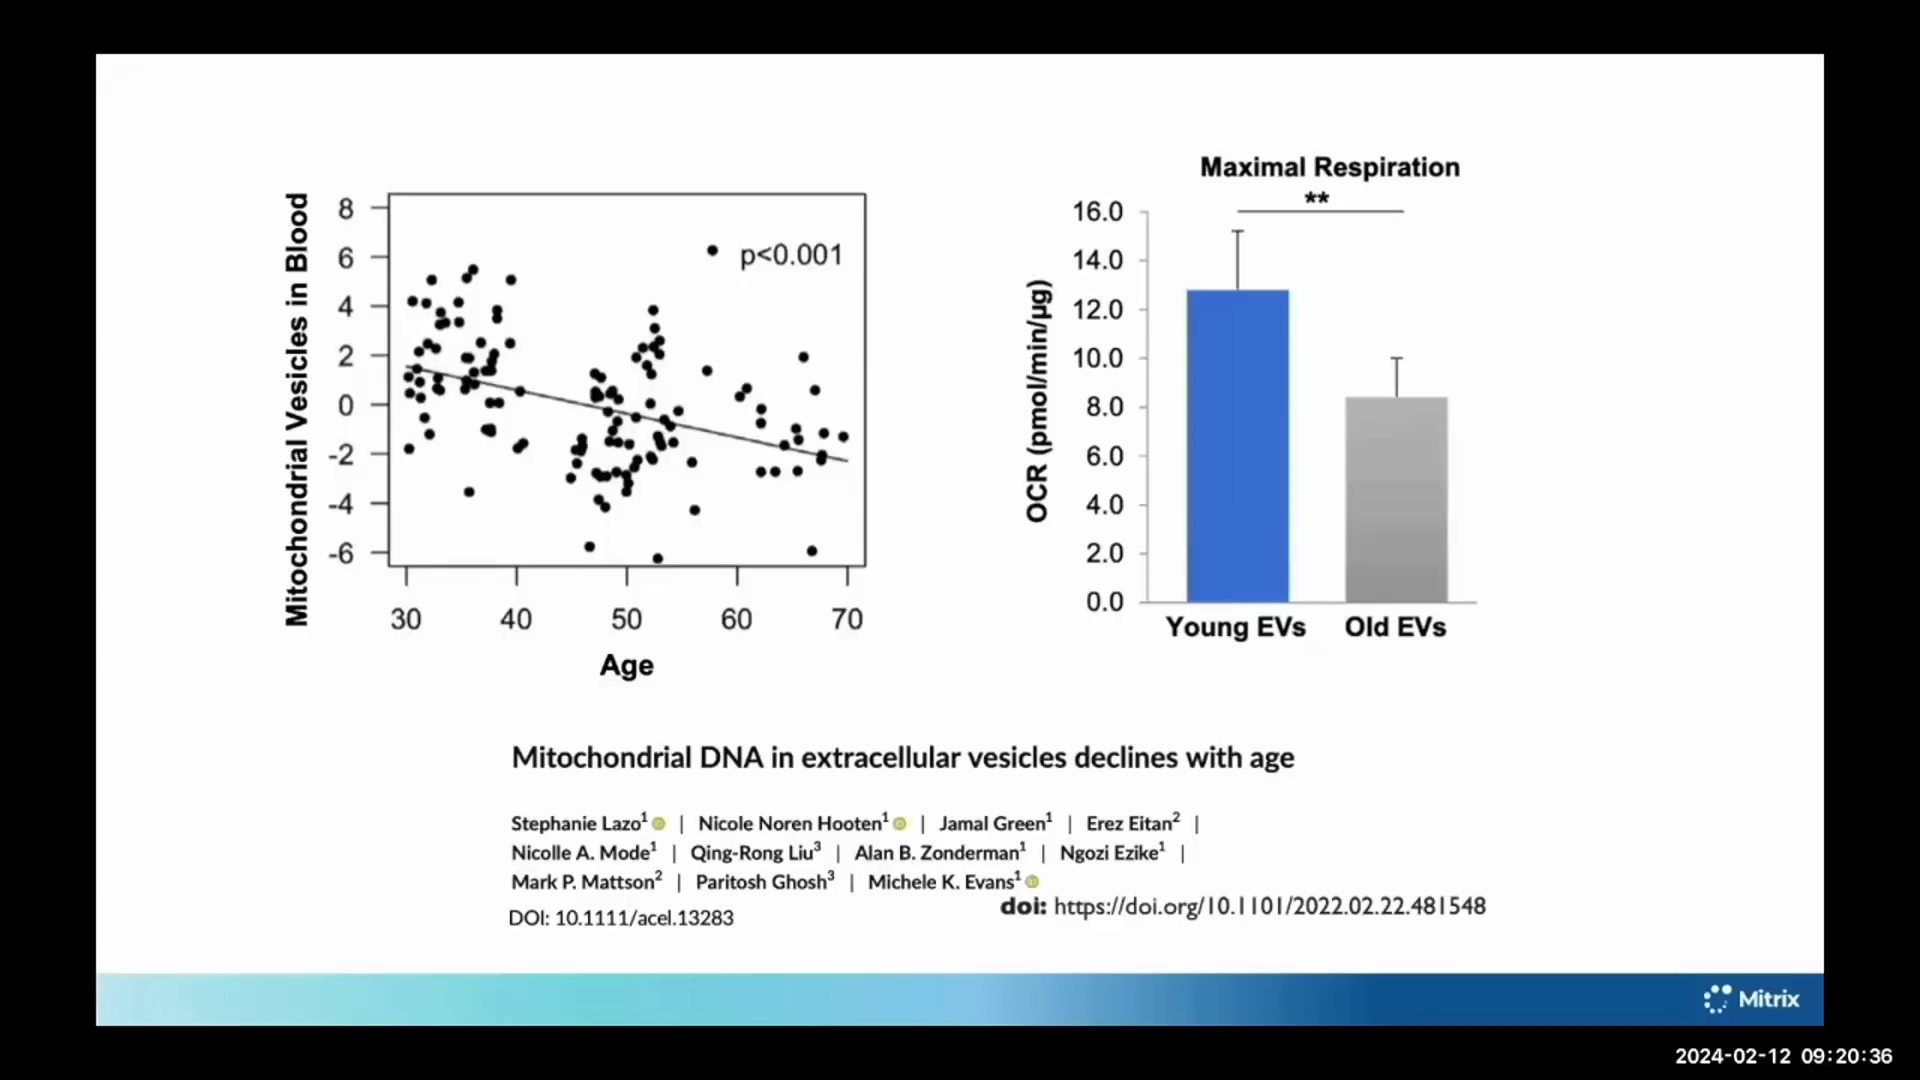 Mitochondrial Vesicles in Blood
8
6
4
2
0
-2
-4
-6
p<0.001
30 40 50 60 70
Age
Maximal Respiration
**
OCR (pmol/min/µg)
16.0
14.0
12.0
10.0
8.0
6.0
4.0
2.0
0.0
Young EVs Old EVs
Mitochondrial DNA in extracellular vesicles declines with age
Stephanie Lazo1 | Nicole Noren Hooten1 | Jamal Green1 | Erez Eitan2 |
Nicolle A. Mode1 | Qing-Rong Liu3 | Alan B. Zonderman1 | Ngozi Ezike1 |
Mark P. Mattson2 | Paritosh Ghosh3 | Michele K. Evans1
DOI: 10.1111/acel.13283
doi: https://doi.org/10.1101/2022.02.22.481548
Mitrix
2024-02-12 09:20:36